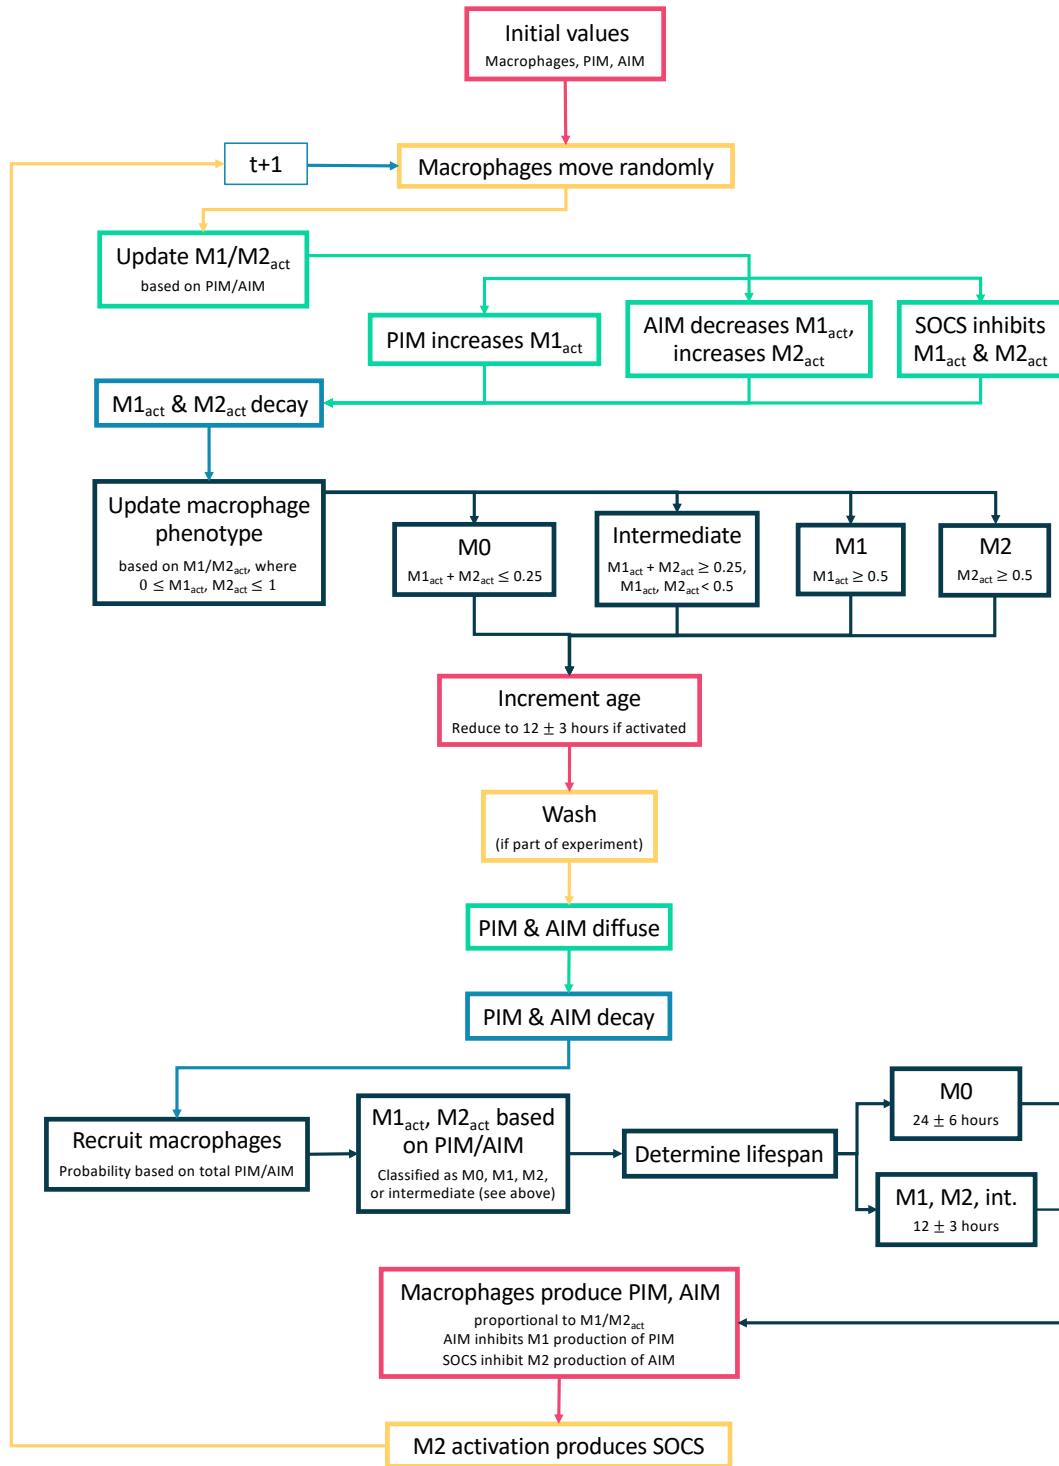 Initial values
Macrophages, PIM, AIM
t+1
Macrophages move randomly
Update M1/M2act
based on PIM/AIM
PIM increases M1act
AIM decreases M1act,
increases M2act
SOCS inhibits
M1act & M2act
M1act & M2act decay
Update macrophage
phenotype
based on M1/M2act, where
0 ≤ M1act, M2act ≤ 1
M0
M1act + M2act ≤ 0.25
Intermediate
M1act + M2act ≥ 0.25,
M1act, M2act < 0.5
M1
M1act ≥ 0.5
M2
M2act ≥ 0.5
Increment age
Reduce to 12 ± 3 hours if activated
Wash
(if part of experiment)
PIM & AIM diffuse
PIM & AIM decay
Recruit macrophages
Probability based on total PIM/AIM
M1act, M2act based
on PIM/AIM
Classified as M0, M1, M2,
or intermediate (see above)
Determine lifespan
M0
24 ± 6 hours
M1, M2, int.
12 ± 3 hours
Macrophages produce PIM, AIM
proportional to M1/M2act
AIM inhibits M1 production of PIM
SOCS inhibit M2 production of AIM
M2 activation produces SOCS